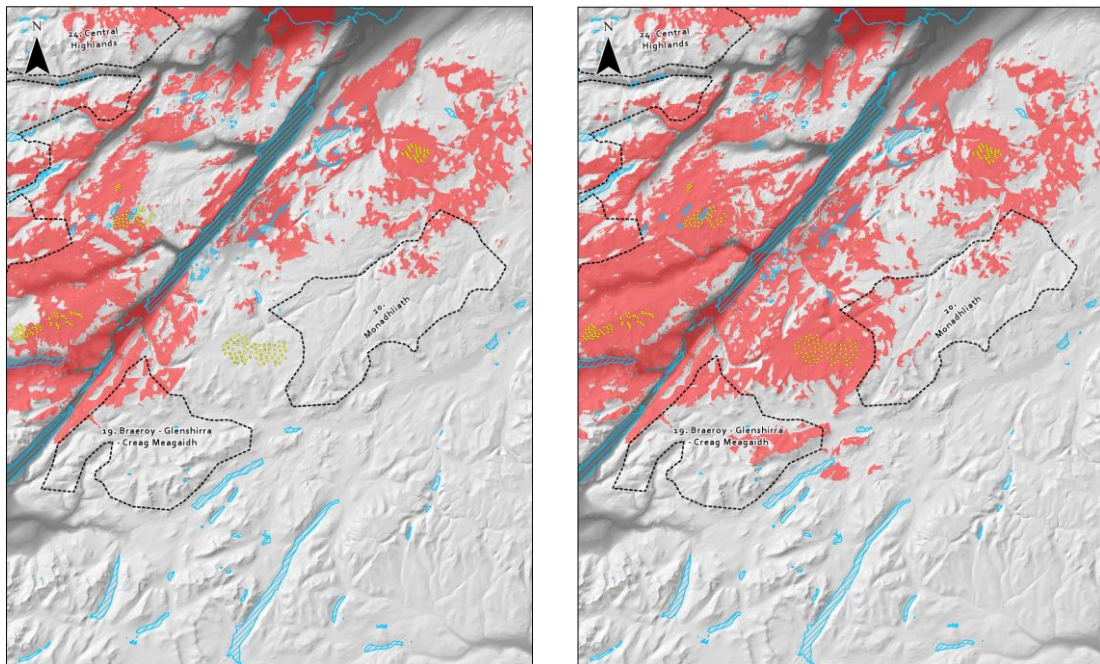 N
24. Central
Highlands
20.
Monadhliath
19. Braeroy - Glenshirra
- Creag Meagaidh
N
24. Central
Highlands
20.
Monadhliath
19. Braeroy - Glenshirra
- Creag Meagaidh